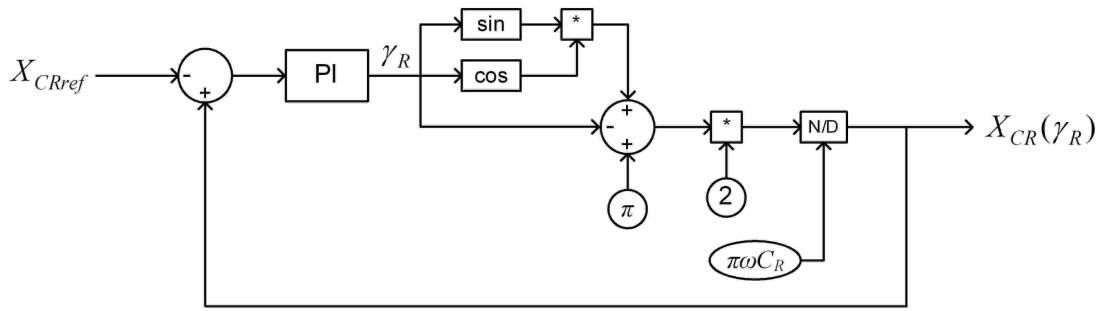 sin
*
X_CRref
-
+
PI
γ_R
cos
+
-
+
*
N/D
X_CR(γ_R)
π
2
πωC_R